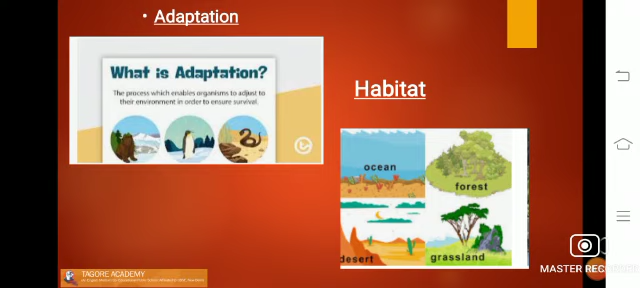 • Adaptation
What is Adaptation?
The process which enables organisms to adjust to
their environment in order to ensure survival.
Habitat
ocean
forest
desert
grassland
TAGORE ACADEMY
MASTER REC